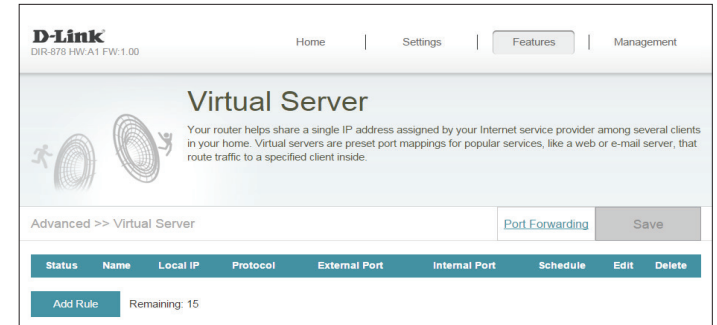 D-Link
DIR-878 HW:A1 FW:1.00
Home | Settings | Features | Management
Virtual Server
Your router helps share a single IP address assigned by your Internet service provider among several clients
in your home. Virtual servers are preset port mappings for popular services, like a web or e-mail server, that
route traffic to a specified client inside.
Advanced >> Virtual Server Port Forwarding Save
Status Name Local IP Protocol External Port Internal Port Schedule Edit Delete
Add Rule Remaining: 15